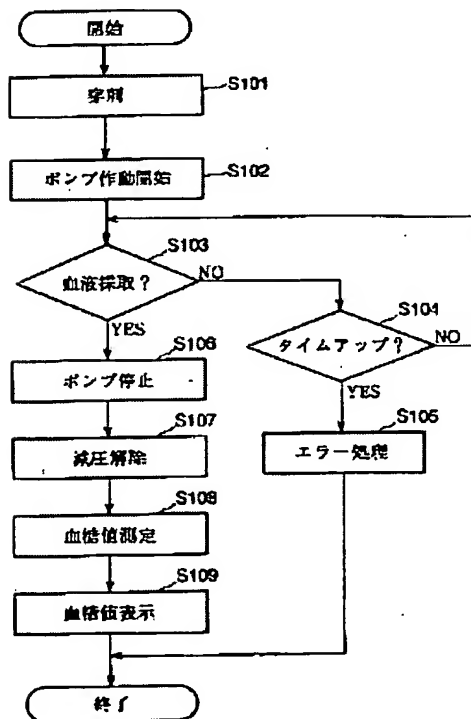 開始
穿刺
S101
ポンプ作動開始
S102
血液採取?
S103
NO
YES
タイムアップ?
S104
NO
YES
ポンプ停止
S106
エラー処理
S105
減圧解除
S107
血糖値測定
S108
血糖値表示
S109
終了